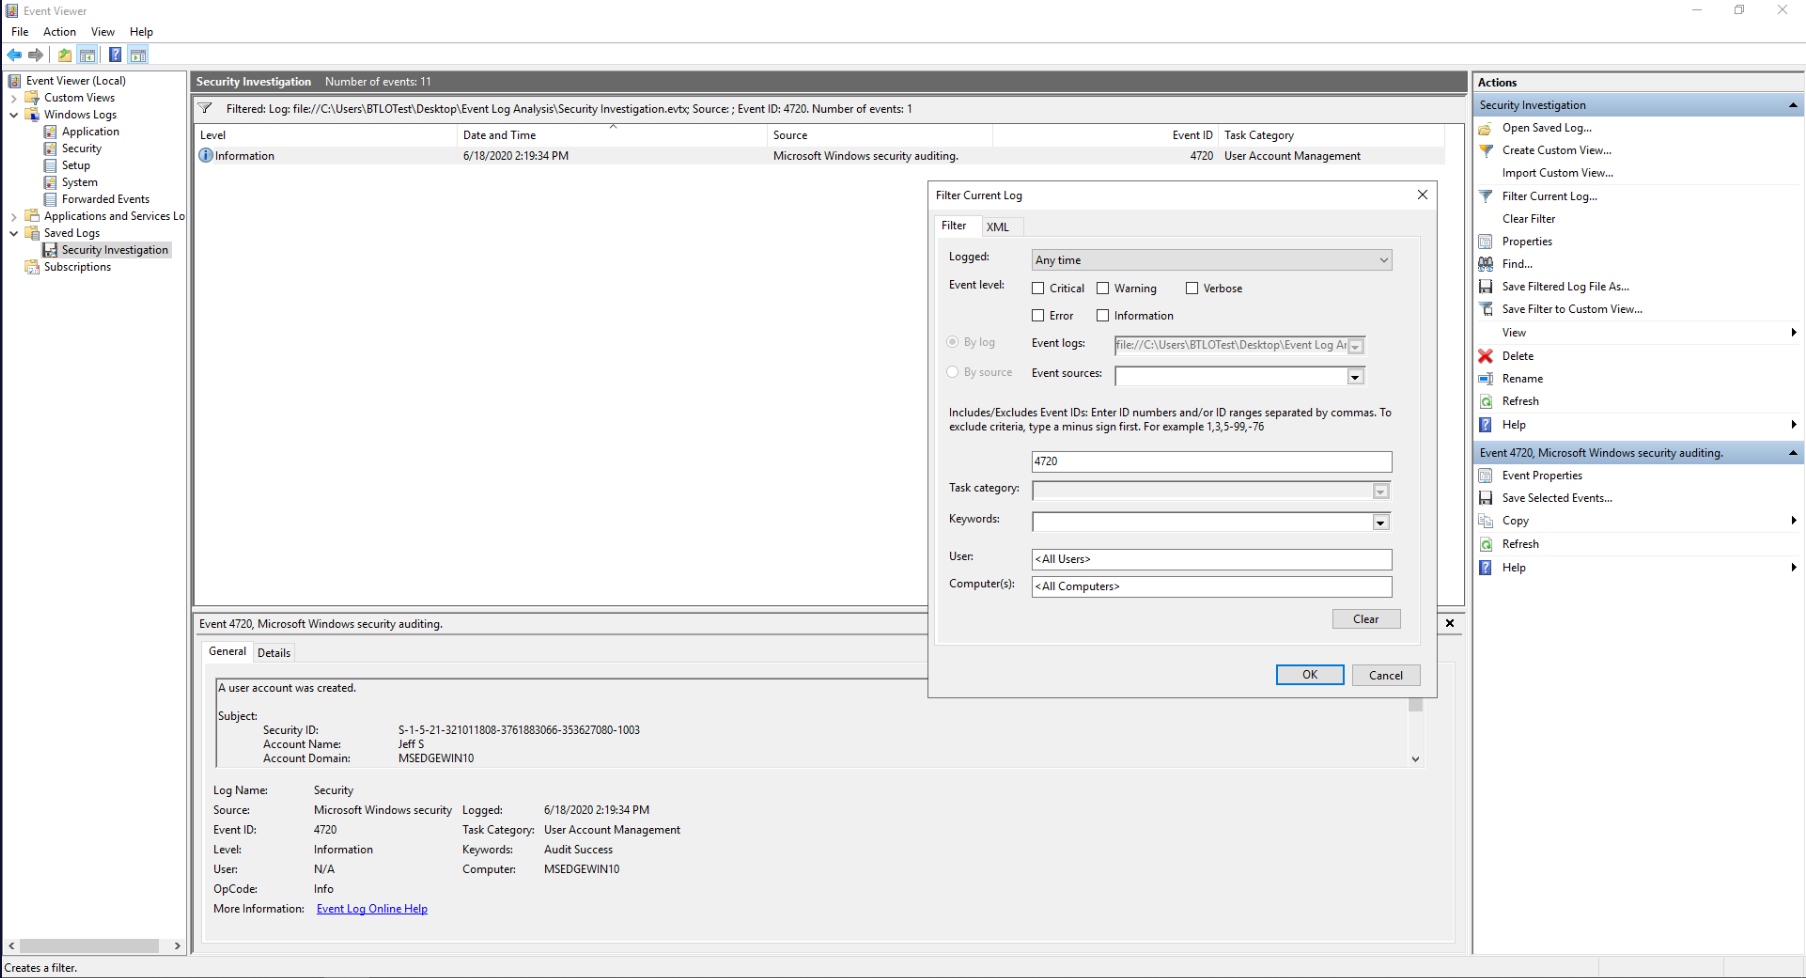 Event Viewer
File Action View Help
Event Viewer (Local)
Custom Views
Windows Logs
Application
Security
Setup
System
Forwarded Events
Applications and Services Lo
Saved Logs
Security Investigation
Subscriptions
Security Investigation Number of events: 11
Filtered: Log: file://C:\Users\BTLOTest\Desktop\Event Log Analysis\Security Investigation.evtx; Source: ; Event ID: 4720. Number of events: 1
Level Date and Time Source Event ID Task Category
Information 6/18/2020 2:19:34 PM Microsoft Windows security auditing. 4720 User Account Management
Filter Current Log
Filter XML
Logged: Any time
Event level: Critical Warning Verbose
Error Information
By log Event logs: file://C:\Users\BTLOTest\Desktop\Event Log Ar
By source Event sources:
Includes/Excludes Event IDs: Enter ID numbers and/or ID ranges separated by commas. To
exclude criteria, type a minus sign first. For example 1,3,5-99,-76
4720
Task category:
Keywords:
User: <All Users>
Computer(s): <All Computers>
Clear
OK Cancel
Event 4720, Microsoft Windows security auditing.
General Details
A user account was created.
Subject:
Security ID: S-1-5-21-321011808-3761883066-353627080-1003
Account Name: Jeff S
Account Domain: MSEDGEWIN10
Log Name: Security
Source: Microsoft Windows security Logged: 6/18/2020 2:19:34 PM
Event ID: 4720 Task Category: User Account Management
Level: Information Keywords: Audit Success
User: N/A Computer: MSEDGEWIN10
OpCode: Info
More Information: Event Log Online Help
Actions
Security Investigation
Open Saved Log...
Create Custom View...
Import Custom View...
Filter Current Log...
Clear Filter
Properties
Find...
Save Filtered Log File As...
Save Filter to Custom View...
View
Delete
Rename
Refresh
Help
Event 4720, Microsoft Windows security auditing.
Event Properties
Save Selected Events...
Copy
Refresh
Help
Creates a filter.